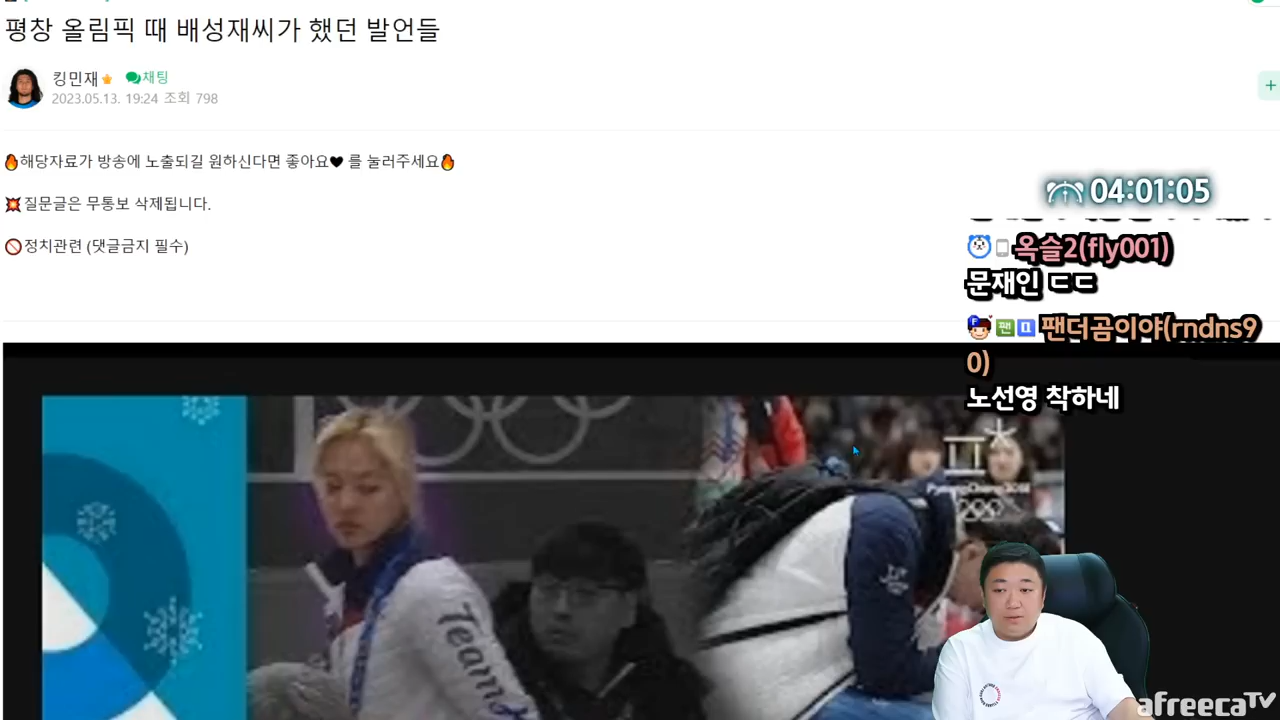 평창 올림픽 때 배성재씨가 했던 발언들
킹민재 채팅
2023.05.13. 19:24 조회 798
🔥해당자료가 방송에 노출되길 원하신다면 좋아요🖤 를 눌러주세요🔥
💥질문글은 무통보 삭제됩니다.
🚫정치관련 (댓글금지 필수)
04:01:05
옥슬2(fly001)
문재인 ㄷㄷ
팬 팬더곰이야(rndns9
0)
노선영 착하네
PyeongChang 2018
Team
afreecaTV